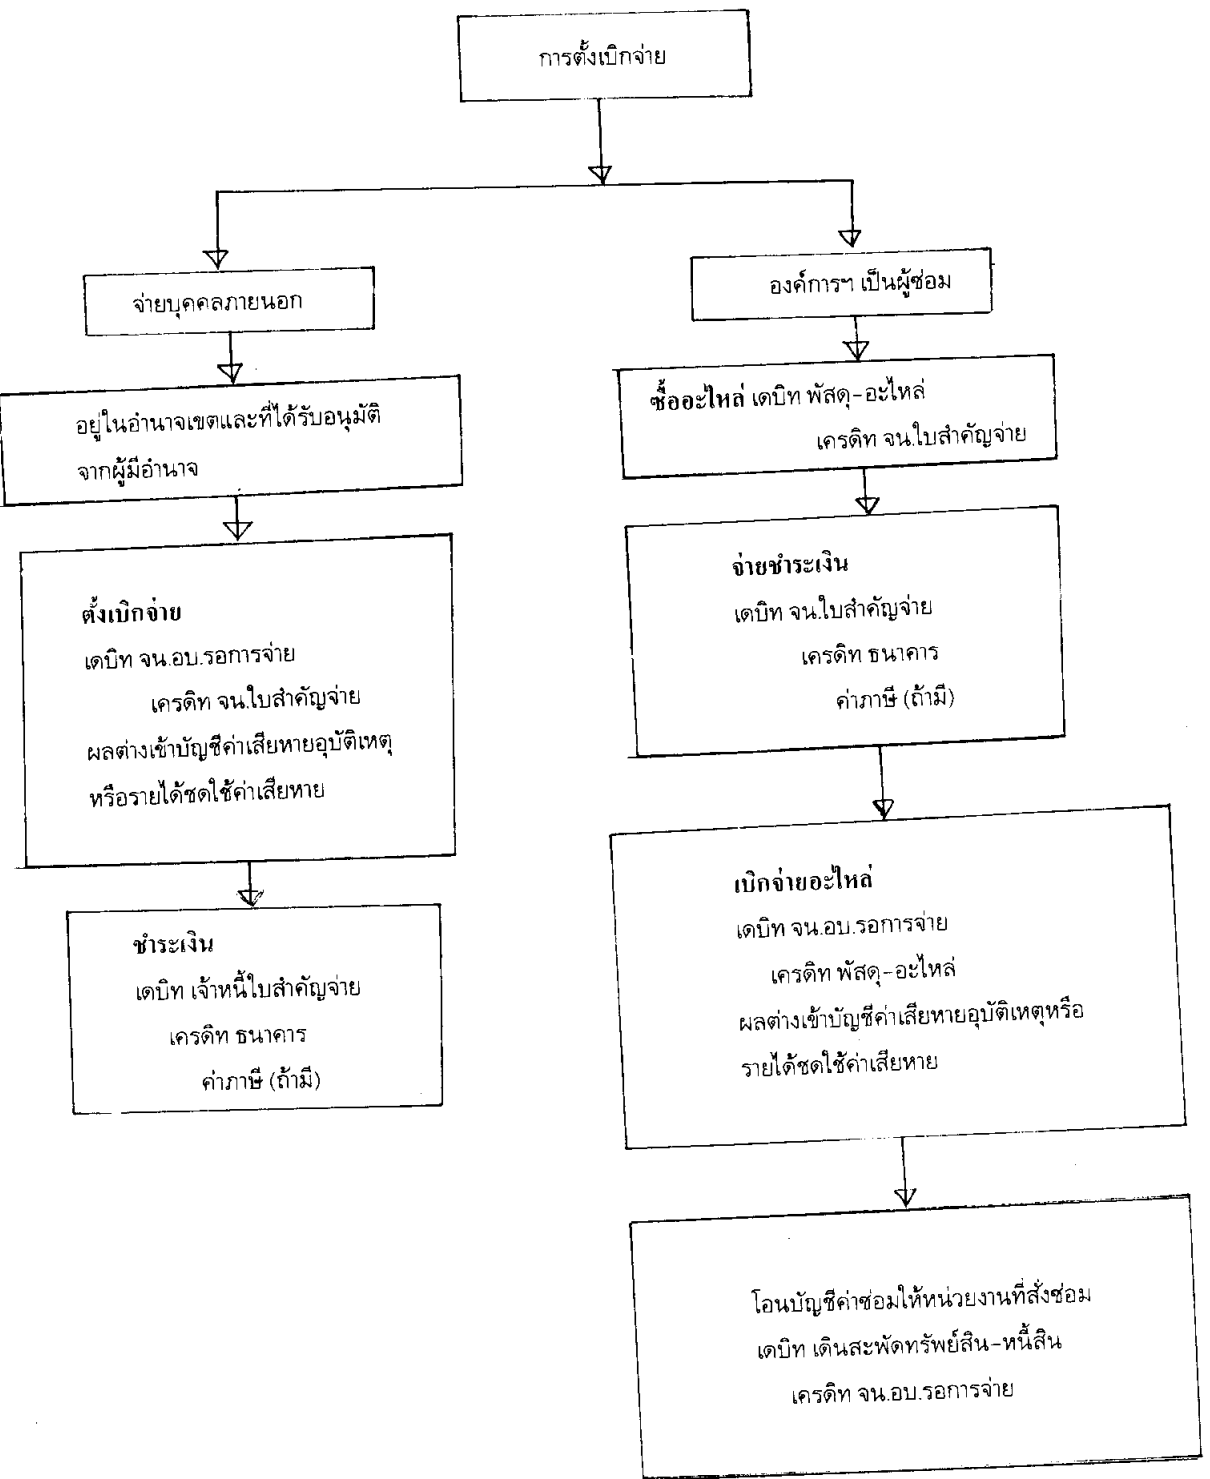 การตั้งเบิกจ่าย
จ่ายบุคคลภายนอก
อยู่ในอำนาจเขตและที่ได้รับอนุมัติ
จากผู้มีอำนาจ
ตั้งเบิกจ่าย
เดบิท จน.อบ.รอการจ่าย
เครดิท จน.ใบสำคัญจ่าย
ผลต่างเข้าบัญชีค่าเสียหายอุบัติเหตุ
หรือรายได้ชดใช้ค่าเสียหาย
ชำระเงิน
เดบิท เจ้าหนี้ใบสำคัญจ่าย
เครดิท ธนาคาร
ค่าภาษี (ถ้ามี)
องค์การฯ เป็นผู้ซ่อม
ซื้ออะไหล่ เดบิท พัสดุ-อะไหล่
เครดิท จน.ใบสำคัญจ่าย
จ่ายชำระเงิน
เดบิท จน.ใบสำคัญจ่าย
เครดิท ธนาคาร
ค่าภาษี (ถ้ามี)
เบิกจ่ายอะไหล่
เดบิท จน.อบ.รอการจ่าย
เครดิท พัสดุ-อะไหล่
ผลต่างเข้าบัญชีค่าเสียหายอุบัติเหตุหรือ
รายได้ชดใช้ค่าเสียหาย
โอนบัญชีค่าซ่อมให้หน่วยงานที่สั่งซ่อม
เดบิท เดินสะพัดทรัพย์สิน-หนี้สิน
เครดิท จน.อบ.รอการจ่าย